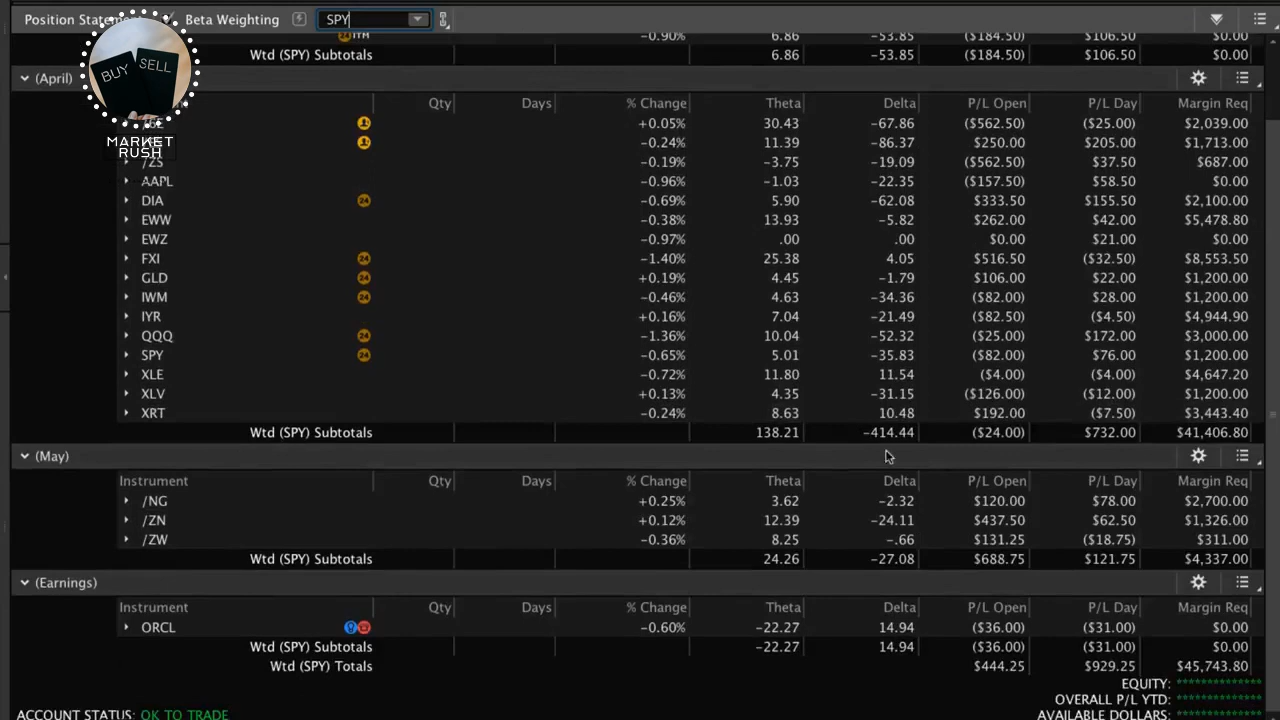 Position Statem Beta Weighting SPY
-0.90% 6.86 -53.85 ($184.50) $106.50 $0.00
Wtd (SPY) Subtotals 6.86 -53.85 ($184.50) $106.50 $0.00
(April)
Qty Days % Change Theta Delta P/L Open P/L Day Margin Req
+0.05% 30.43 -67.86 ($562.50) ($25.00) $2,039.00
-0.24% 11.39 -86.37 $250.00 $205.00 $1,713.00
/ZS -0.19% -3.75 -19.09 ($562.50) $37.50 $687.00
AAPL -0.96% -1.03 -22.35 ($157.50) $58.50 $0.00
DIA 24 -0.69% 5.90 -62.08 $333.50 $155.50 $2,100.00
EWW -0.38% 13.93 -5.82 $262.00 $42.00 $5,478.80
EWZ -0.97% .00 .00 $0.00 $21.00 $0.00
FXI 24 -1.40% 25.38 4.05 $516.50 ($32.50) $8,553.50
GLD 24 +0.19% 4.45 -1.79 $106.00 $22.00 $1,200.00
IWM 24 -0.46% 4.63 -34.36 ($82.00) $28.00 $1,200.00
IYR +0.16% 7.04 -21.49 ($82.50) ($4.50) $4,944.90
QQQ 24 -1.36% 10.04 -52.32 ($25.00) $172.00 $3,000.00
SPY 24 -0.65% 5.01 -35.83 ($82.00) $76.00 $1,200.00
XLE -0.72% 11.80 11.54 ($4.00) ($4.00) $4,647.20
XLV +0.13% 4.35 -31.15 ($126.00) ($12.00) $1,200.00
XRT -0.24% 8.63 10.48 $192.00 ($7.50) $3,443.40
Wtd (SPY) Subtotals 138.21 -414.44 ($24.00) $732.00 $41,406.80
(May)
Instrument Qty Days % Change Theta Delta P/L Open P/L Day Margin Req
/NG +0.25% 3.62 -2.32 $120.00 $78.00 $2,700.00
/ZN +0.12% 12.39 -24.11 $437.50 $62.50 $1,326.00
/ZW -0.36% 8.25 -.66 $131.25 ($18.75) $311.00
Wtd (SPY) Subtotals 24.26 -27.08 $688.75 $121.75 $4,337.00
(Earnings)
Instrument Qty Days % Change Theta Delta P/L Open P/L Day Margin Req
ORCL -0.60% -22.27 14.94 ($36.00) ($31.00) $0.00
Wtd (SPY) Subtotals -22.27 14.94 ($36.00) ($31.00) $0.00
Wtd (SPY) Totals $444.25 $929.25 $45,743.80
EQUITY: **************
OVERALL P/L YTD: **************
ACCOUNT STATUS: OK TO TRADE AVAILABLE DOLLARS: **************
BUY SELL
MARKET
RUSH